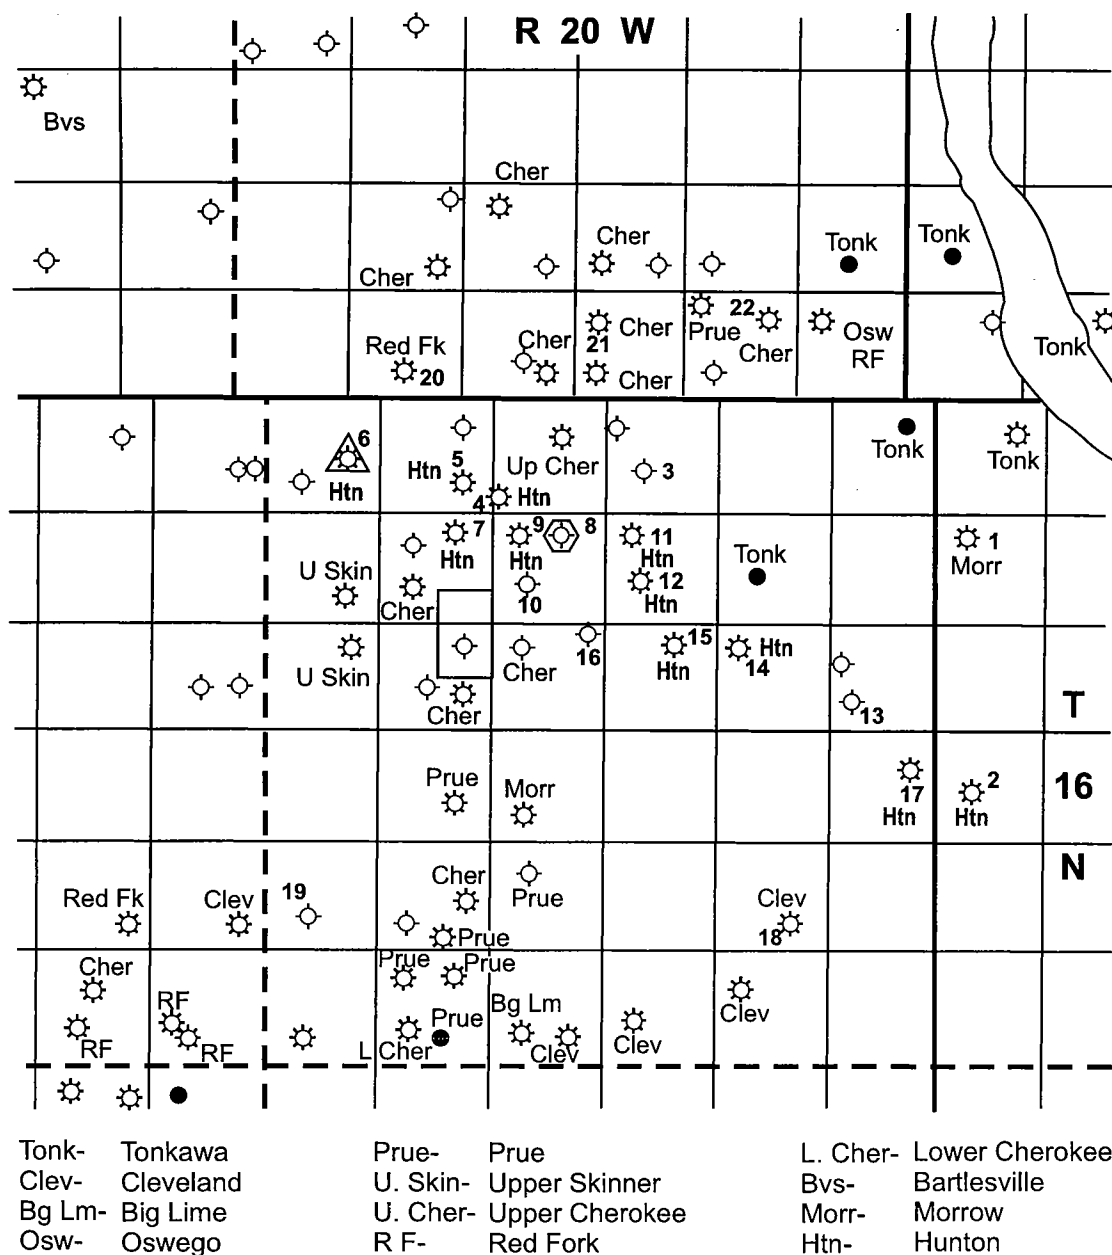 R 20 W
Bvs
Cher
Cher
Tonk
Tonk
Cher
22
Cher
Prue
Osw
Red Fk
Cher
21
Cher
RF
Tonk
20
Cher
6
5
Htn
Up Cher
3
Tonk
Tonk
Htn
4
Htn
7
9
8
11
1
Htn
Htn
Htn
Tonk
Morr
U Skin
12
Cher
10
Htn
15
Htn
U Skin
Cher
16
Htn
14
T
Cher
13
Prue
Morr
17
2
16
Htn
Htn
Cher
N
Red Fk
Clev
19
Prue
Clev
Prue
18
Cher
Prue
Prue
RF
Bg Lm
Prue
Clev
RF
RF
L Cher
Clev
Clev
Tonk- Tonkawa Prue- Prue L. Cher- Lower Cherokee
Clev- Cleveland U. Skin- Upper Skinner Bvs- Bartlesville
Bg Lm- Big Lime U. Cher- Upper Cherokee Morr- Morrow
Osw- Oswego R F- Red Fork Htn- Hunton